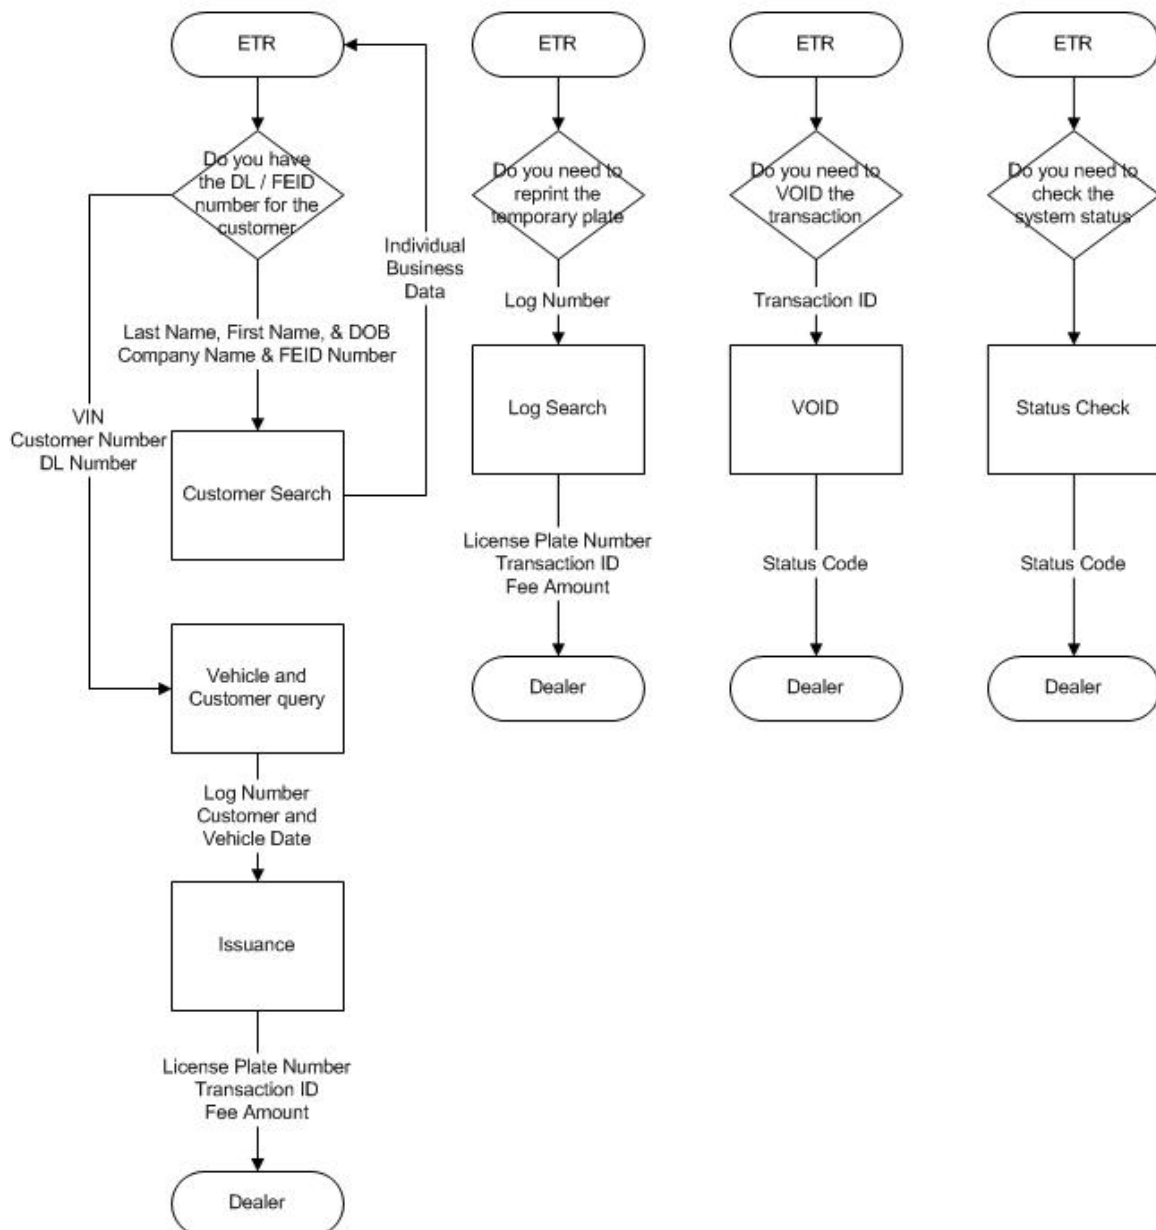 ETR
Do you have
the DL / FEID
number for the
customer
Individual
Business
Data
Last Name, First Name, & DOB
Company Name & FEID Number
VIN
Customer Number
DL Number
Customer Search
Vehicle and
Customer query
Log Number
Customer and
Vehicle Date
Issuance
License Plate Number
Transaction ID
Fee Amount
Dealer
ETR
Do you need to
reprint the
temporary plate
Log Number
Log Search
License Plate Number
Transaction ID
Fee Amount
Dealer
ETR
Do you need to
VOID the
transaction
Transaction ID
VOID
Status Code
Dealer
ETR
Do you need to
check the
system status
Status Check
Status Code
Dealer